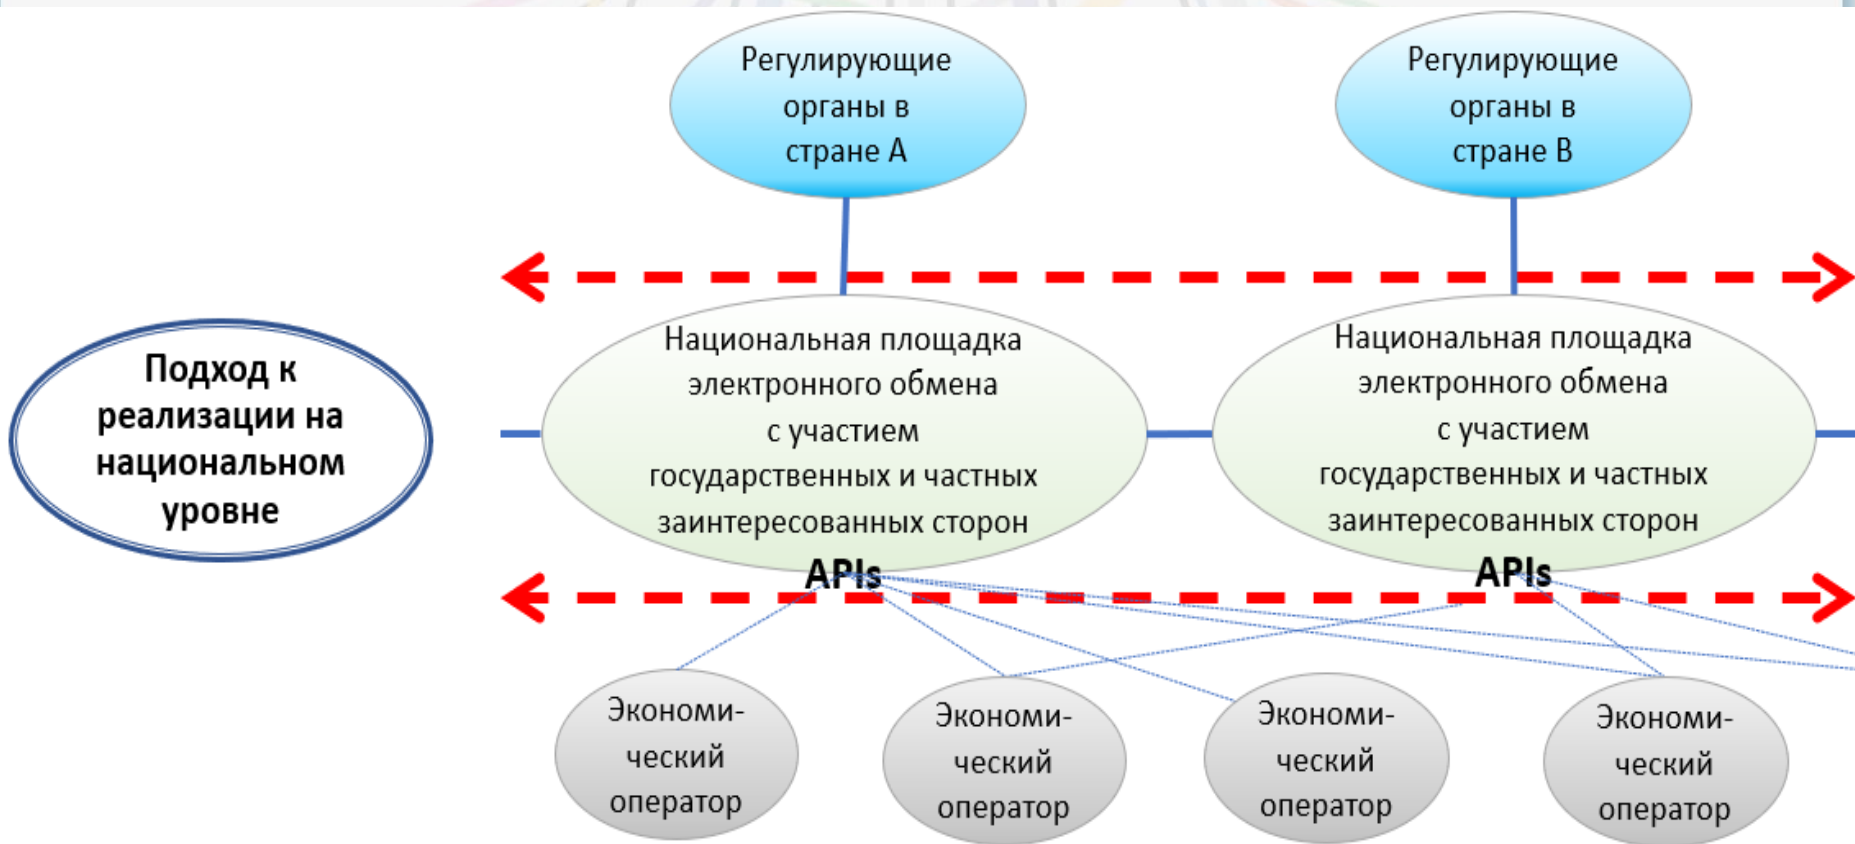 Регулирующие
органы в
стране А
Регулирующие
органы в
стране В
Подход к
реализации на
национальном
уровне
Национальная площадка
электронного обмена
с участием
государственных и частных
заинтересованных сторон
APIs
Национальная площадка
электронного обмена
с участием
государственных и частных
заинтересованных сторон
APIs
Экономи-
ческий
оператор
Экономи-
ческий
оператор
Экономи-
ческий
оператор
Экономи-
ческий
оператор